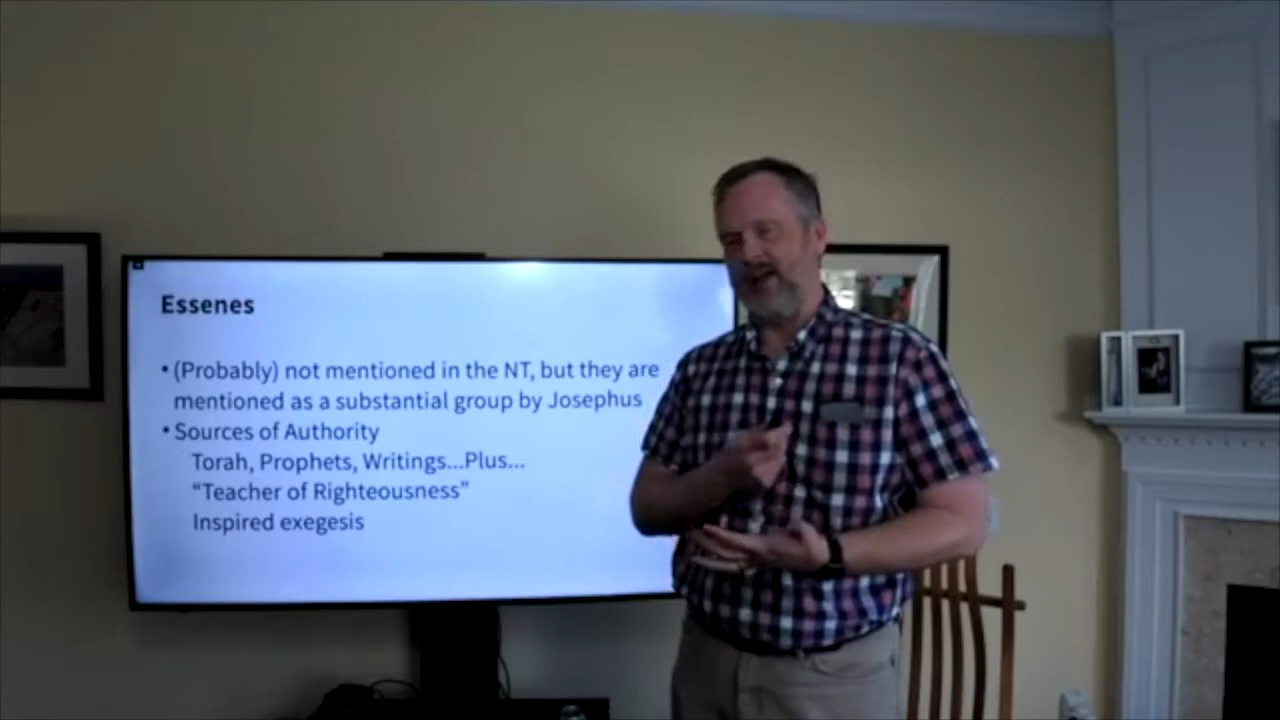 Essenes
• (Probably) not mentioned in the NT, but they are
mentioned as a substantial group by Josephus
• Sources of Authority
Torah, Prophets, Writings...Plus...
“Teacher of Righteousness”
Inspired exegesis